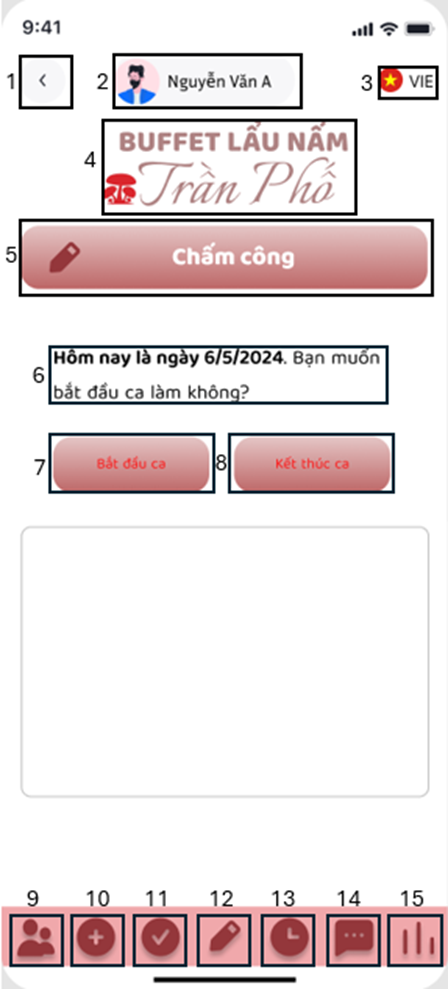 9:41
1
2
Nguyễn Văn A
3
VIE
4
BUFFET LẨU NẤM
Trần Phố
5
Chấm công
6
Hôm nay là ngày 6/5/2024. Bạn muốn
bắt đầu ca làm không?
7
Bắt đầu ca
8
Kết thúc ca
9 10 11 12 13 14 15